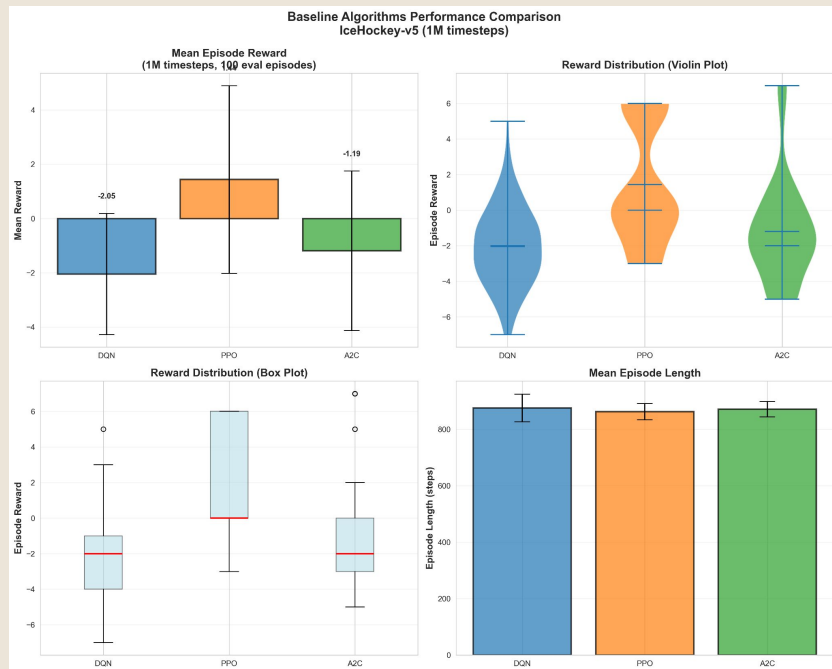 Baseline Algorithms Performance Comparison
IceHockey-v5 (1M timesteps)
Mean Episode Reward
(1M timesteps, 100 eval episodes)
Mean Reward
4
2
0
−2
−4
-2.05
-1.19
DQN
PPO
A2C
Reward Distribution (Violin Plot)
Episode Reward
6
4
2
0
−2
−4
−6
DQN
PPO
A2C
Reward Distribution (Box Plot)
Episode Reward
6
4
2
0
−2
−4
−6
DQN
PPO
A2C
Mean Episode Length
Episode Length (steps)
800
600
400
200
0
DQN
PPO
A2C